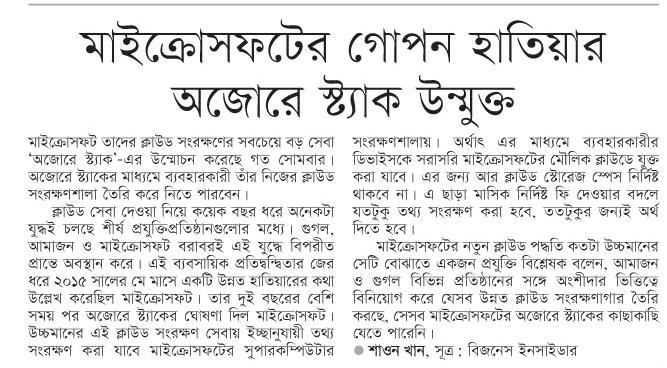 মাইক্রোসফটের গোপন হাতিয়ার
অজোরে স্ট্যাক উন্মুক্ত
মাইক্রোসফট তাদের ক্লাউড সংরক্ষণের সবচেয়ে বড় সেবা
‘অজোরে স্ট্যাক’-এর উন্মোচন করেছে গত সোমবার।
অজোরে স্ট্যাকের মাধ্যমে ব্যবহারকারী তাঁর নিজের ক্লাউড
সংরক্ষণশালা তৈরি করে নিতে পারবেন।
ক্লাউড সেবা দেওয়া নিয়ে কয়েক বছর ধরে অনেকটা
যুদ্ধই চলছে শীর্ষ প্রযুক্তিপ্রতিষ্ঠানগুলোর মধ্যে। গুগল,
আমাজন ও মাইক্রোসফট বরাবরই এই যুদ্ধে বিপরীত
প্রান্তে অবস্থান করে। এই ব্যবসায়িক প্রতিদ্বন্দ্বিতার জের
ধরে ২০১৫ সালের মে মাসে একটি উন্নত হাতিয়ারের কথা
উল্লেখ করেছিল মাইক্রোসফট। তার দুই বছরের বেশি
সময় পর অজোরে স্ট্যাকের ঘোষণা দিল মাইক্রোসফট।
উচ্চমানের এই ক্লাউড সংরক্ষণ সেবায় ইচ্ছানুযায়ী তথ্য
সংরক্ষণ করা যাবে মাইক্রোসফটের সুপারকম্পিউটার
সংরক্ষণশালায়। অর্থাৎ এর মাধ্যমে ব্যবহারকারীর
ডিভাইসকে সরাসরি মাইক্রোসফটের মৌলিক ক্লাউডে যুক্ত
করা যাবে। এর জন্য আর ক্লাউড স্টোরেজ স্পেস নির্দিষ্ট
থাকবে না। এ ছাড়া মাসিক নির্দিষ্ট ফি দেওয়ার বদলে
যতটুকু তথ্য সংরক্ষণ করা হবে, ততটুকুর জন্যই অর্থ
দিতে হবে।
মাইক্রোসফটের নতুন ক্লাউড পদ্ধতি কতটা উচ্চমানের
সেটি বোঝাতে একজন প্রযুক্তি বিশ্লেষক বলেন, আমাজন
ও গুগল বিভিন্ন প্রতিষ্ঠানের সঙ্গে অংশীদার ভিত্তিতে
বিনিয়োগ করে যেসব উন্নত ক্লাউড সংরক্ষণাগার তৈরি
করছে, সেসব মাইক্রোসফটের অজোরে স্ট্যাকের কাছাকাছি
যেতে পারেনি।
● শাওন খান, সূত্র : বিজনেস ইনসাইডার